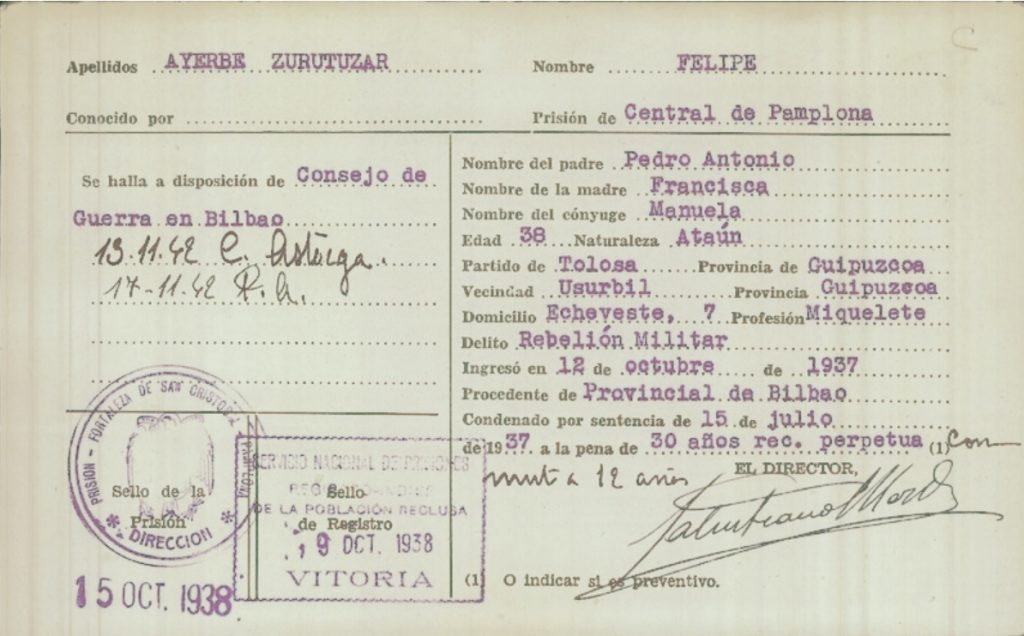 Apellidos AYERBE ZURUTUZAR
Nombre FELIPE
Conocido por
Prisión de Central de Pamplona
Se halla a disposición de Consejo de
Guerra en Bilbao
13.11.42 C. Astorga.
17-11-42 P.A.
Nombre del padre Pedro Antonio
Nombre de la madre Francisca
Nombre del cónyuge Manuela
Edad 38 Naturaleza Ataún
Partido de Tolosa Provincia de Guipuzcoa
Vecindad Usurbil Provincia Guipuzcoa
Domicilio Echeveste, 7 Profesión Miquelete
Delito Rebelión Militar
Ingresó en 12 de octubre de 1937
Procedente de Provincial de Bilbao
Condenado por sentencia de 15 de julio
de 1937 a la pena de 30 años rec. perpetua (1) Con
mut a 12 años
EL DIRECTOR,
(1) O indicar si es preventivo.
PRISION - FORTALEZA DE SAN CRISTOBAL
Sello de la
Prisión
* DIRECCION *
15 OCT. 1938
SERVICIO NACIONAL DE PRISIONES
Sello
DE LA POBLACIÓN RECLUSA
de Registro
19 OCT. 1938
VITORIA